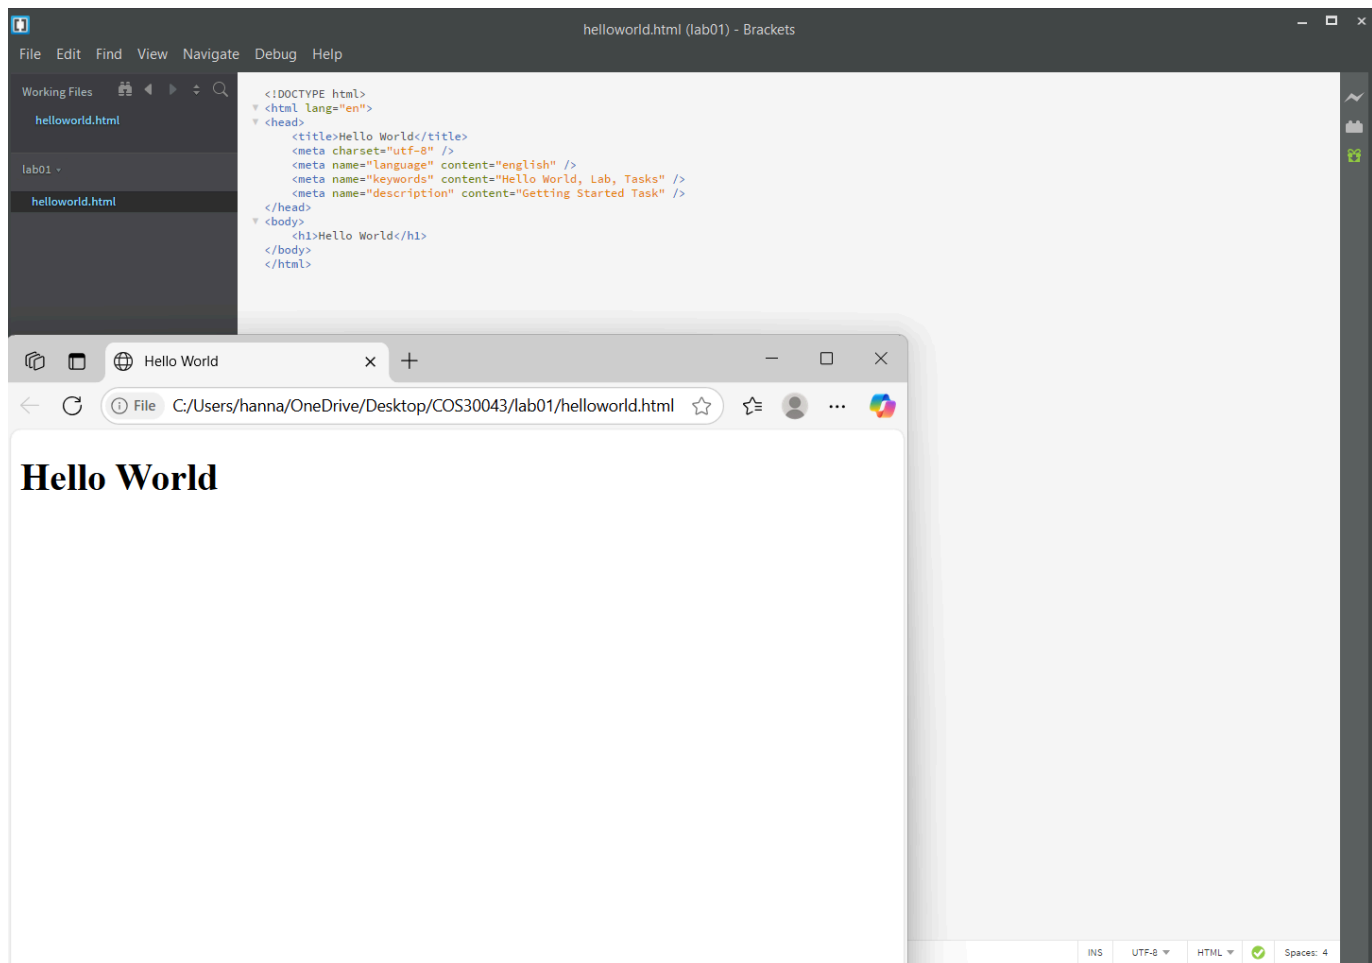 helloworld.html (lab01) - Brackets
File Edit Find View Navigate Debug Help
Working Files
helloworld.html
lab01
helloworld.html
<!DOCTYPE html>
<html lang="en">
<head>
<title>Hello World</title>
<meta charset="utf-8" />
<meta name="language" content="english" />
<meta name="keywords" content="Hello World, Lab, Tasks" />
<meta name="description" content="Getting Started Task" />
</head>
<body>
<h1>Hello World</h1>
</body>
</html>
Hello World
File C:/Users/hanna/OneDrive/Desktop/COS30043/lab01/helloworld.html
Hello World
INS UTF-8 HTML Spaces: 4